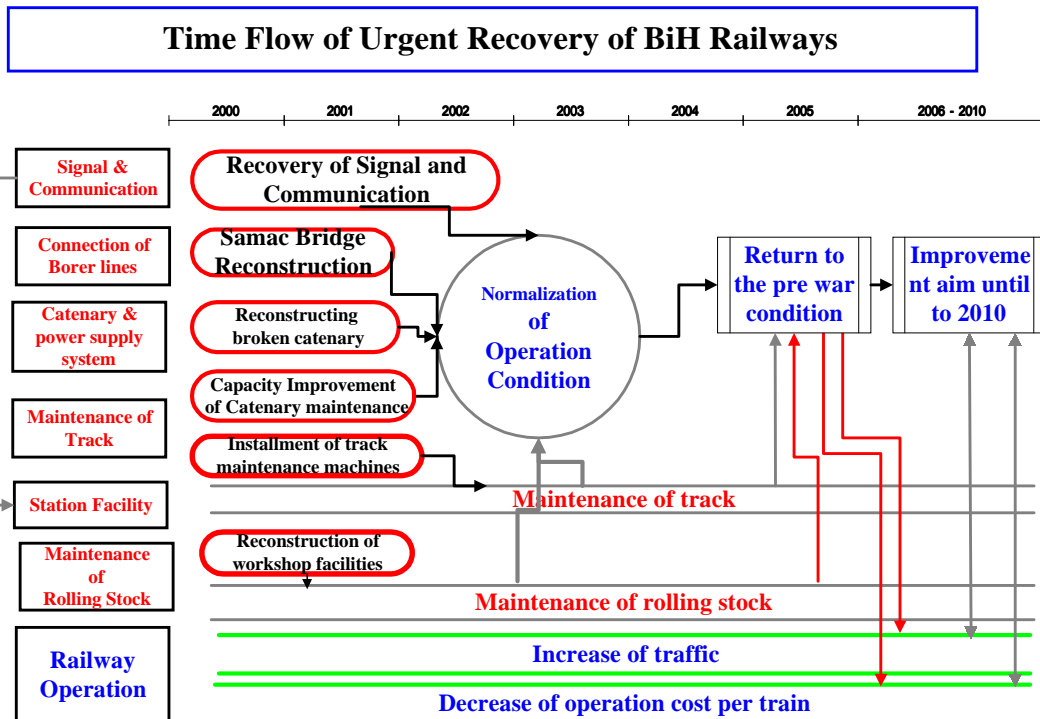 Time Flow of Urgent Recovery of BiH Railways
2000
2001
2002
2003
2004
2005
2006 - 2010
Signal &
Communication
Connection of
Borer lines
Catenary &
power supply
system
Maintenance of
Track
Station Facility
Maintenance
of
Rolling Stock
Railway
Operation
Recovery of Signal and
Communication
Samac Bridge
Reconstruction
Reconstructing
broken catenary
Capacity Improvement
of Catenary maintenance
Installment of track
maintenance machines
Reconstruction of
workshop facilities
Normalization
of
Operation
Condition
Return to
the pre war
condition
Improveme
nt aim until
to 2010
Maintenance of track
Maintenance of rolling stock
Increase of traffic
Decrease of operation cost per train